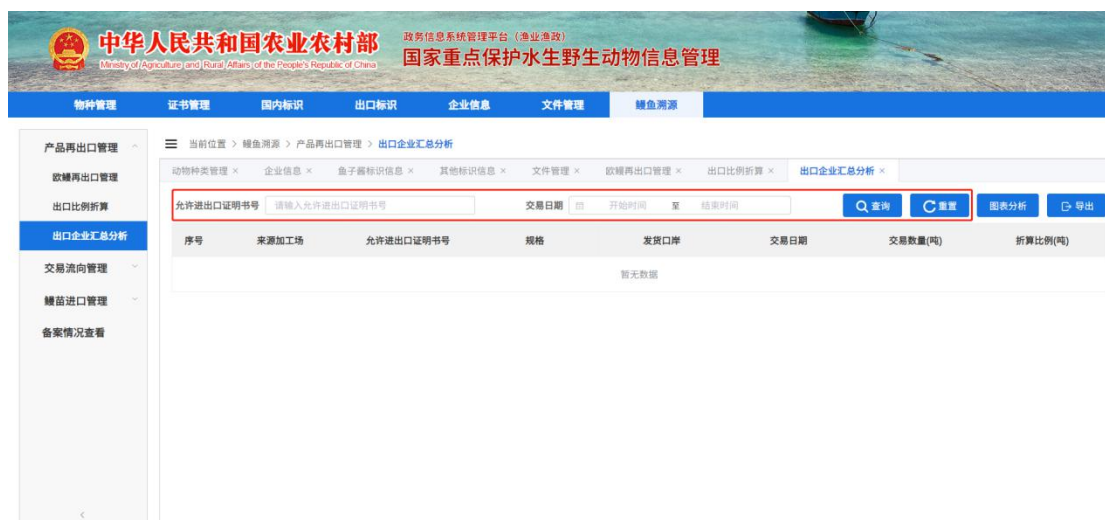 中华人民共和国农业农村部
Ministry of Agriculture and Rural Affairs of the People's Republic of China
政务信息系统管理平台（渔业渔政）
国家重点保护水生野生动物信息管理
物种管理 证书管理 国内标识 出口标识 企业信息 文件管理 鳗鱼溯源
产品再出口管理
欧鳗再出口管理
出口比例折算
出口企业汇总分析
交易流向管理
鳗苗进口管理
备案情况查看
当前位置 > 鳗鱼溯源 > 产品再出口管理 > 出口企业汇总分析
动物种类管理 × 企业信息 × 鱼子酱标识信息 × 其他标识信息 × 文件管理 × 欧鳗再出口管理 × 出口比例折算 × 出口企业汇总分析 ×
允许进出口证明书号 请输入允许进出口证明书号 交易日期 开始时间 至 结束时间 查询 重置 图表分析 导出
序号 来源加工场 允许进出口证明书号 规格 发货口岸 交易日期 交易数量(吨) 折算比例(吨)
暂无数据